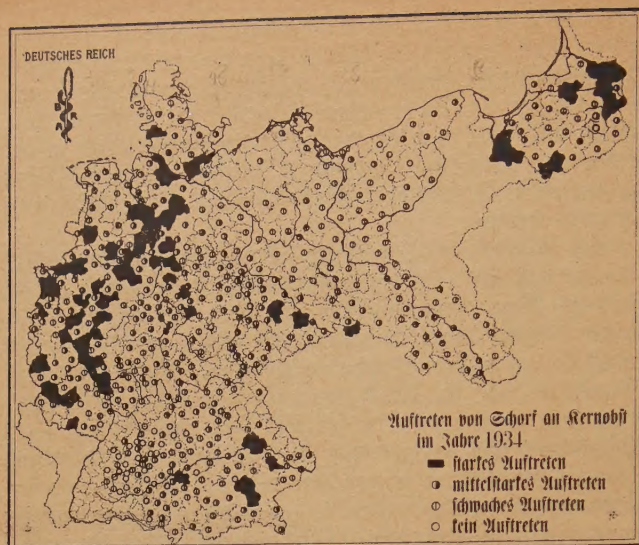 DEUTSCHES REICH
Auftreten von Schorf an Kernobst
im Jahre 1934
starkes Auftreten
mittelstarkes Auftreten
schwaches Auftreten
kein Auftreten